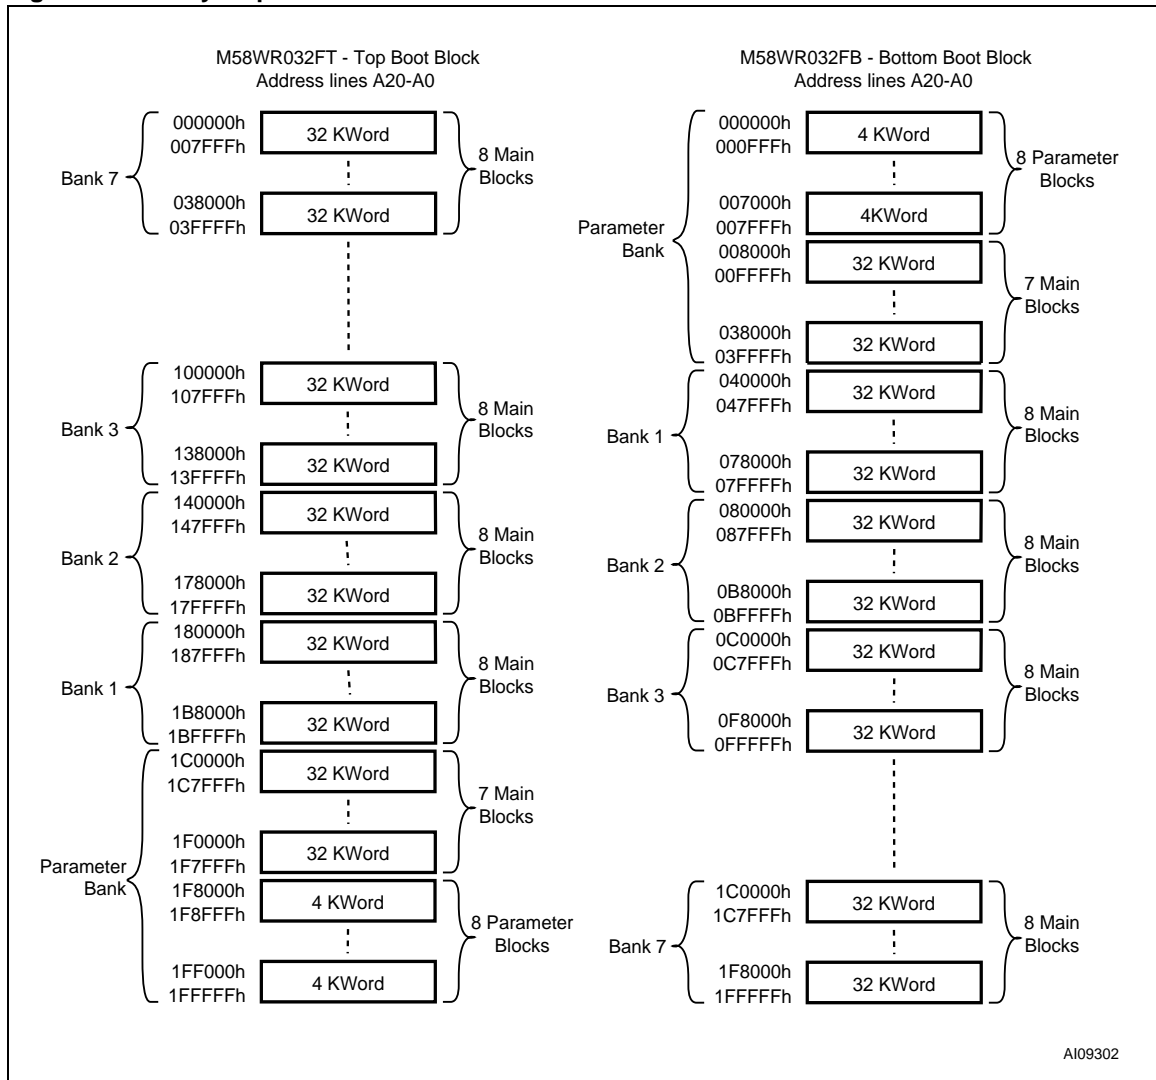 M58WR032FT - Top Boot Block
Address lines A20-A0
Bank 7
000000h
007FFFh
32 KWord
038000h
03FFFFh
32 KWord
8 Main
Blocks
Bank 3
100000h
107FFFh
32 KWord
138000h
13FFFFh
32 KWord
8 Main
Blocks
Bank 2
140000h
147FFFh
32 KWord
178000h
17FFFFh
32 KWord
8 Main
Blocks
Bank 1
180000h
187FFFh
32 KWord
1B8000h
1BFFFFh
32 KWord
8 Main
Blocks
Parameter
Bank
1C0000h
1C7FFFh
32 KWord
1F0000h
1F7FFFh
32 KWord
7 Main
Blocks
1F8000h
1F8FFFh
4 KWord
1FF000h
1FFFFFh
4 KWord
8 Parameter
Blocks
M58WR032FB - Bottom Boot Block
Address lines A20-A0
Parameter
Bank
000000h
000FFFh
4 KWord
007000h
007FFFh
4KWord
8 Parameter
Blocks
008000h
00FFFFh
32 KWord
038000h
03FFFFh
32 KWord
7 Main
Blocks
Bank 1
040000h
047FFFh
32 KWord
078000h
07FFFFh
32 KWord
8 Main
Blocks
Bank 2
080000h
087FFFh
32 KWord
0B8000h
0BFFFFh
32 KWord
8 Main
Blocks
Bank 3
0C0000h
0C7FFFh
32 KWord
0F8000h
0FFFFFh
32 KWord
8 Main
Blocks
Bank 7
1C0000h
1C7FFFh
32 KWord
1F8000h
1FFFFFh
32 KWord
8 Main
Blocks
AI09302